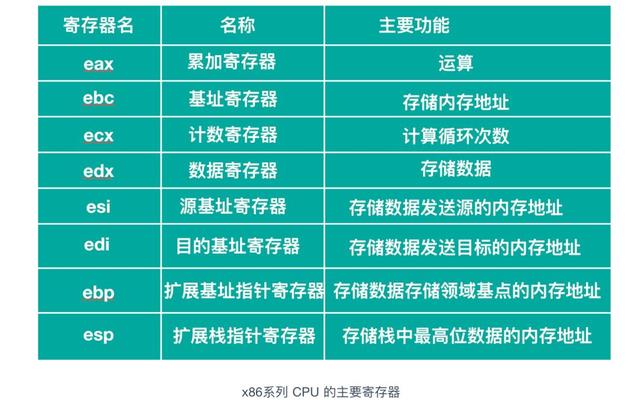 寄存器名 名称 主要功能
eax 累加寄存器 运算
ebc 基址寄存器 存储内存地址
ecx 计数寄存器 计算循环次数
edx 数据寄存器 存储数据
esi 源基址寄存器 存储数据发送源的内存地址
edi 目的基址寄存器 存储数据发送目标的内存地址
ebp 扩展基址指针寄存器 存储数据存储领域基点的内存地址
esp 扩展栈指针寄存器 存储栈中最高位数据的内存地址
x86系列 CPU 的主要寄存器